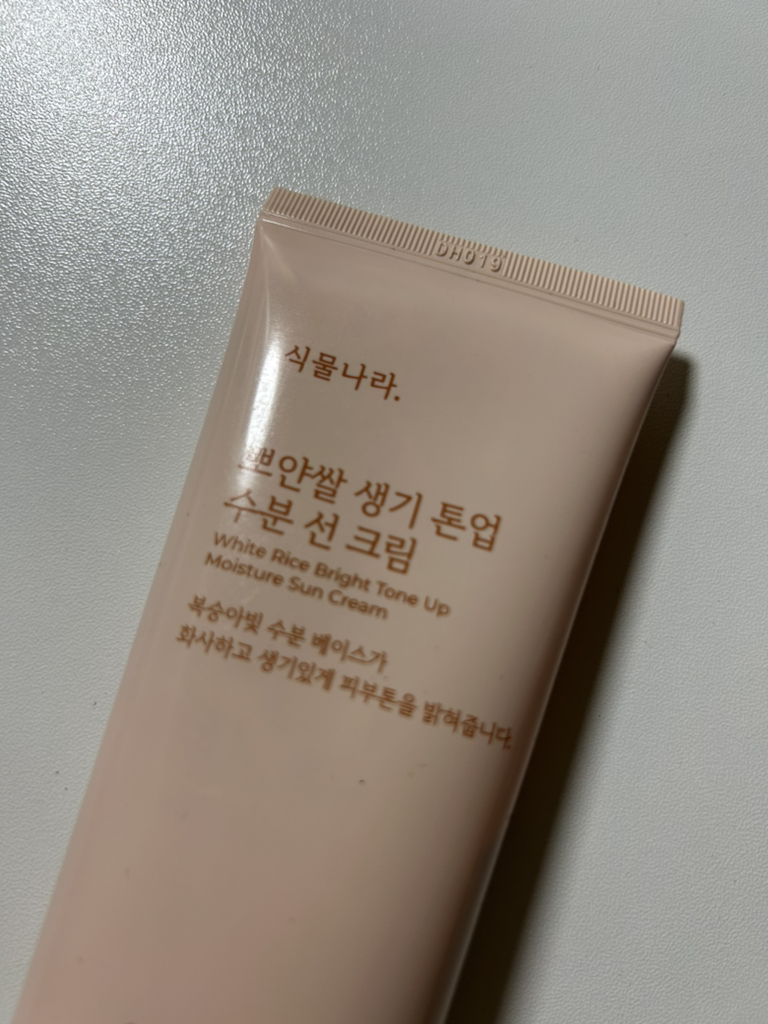 DH019
식물나라.
뽀얀쌀 생기 톤업
수분 선 크림
White Rice Bright Tone Up
Moisture Sun Cream
복숭아빛 수분 베이스가
화사하고 생기있게 피부톤을 밝혀줍니다.